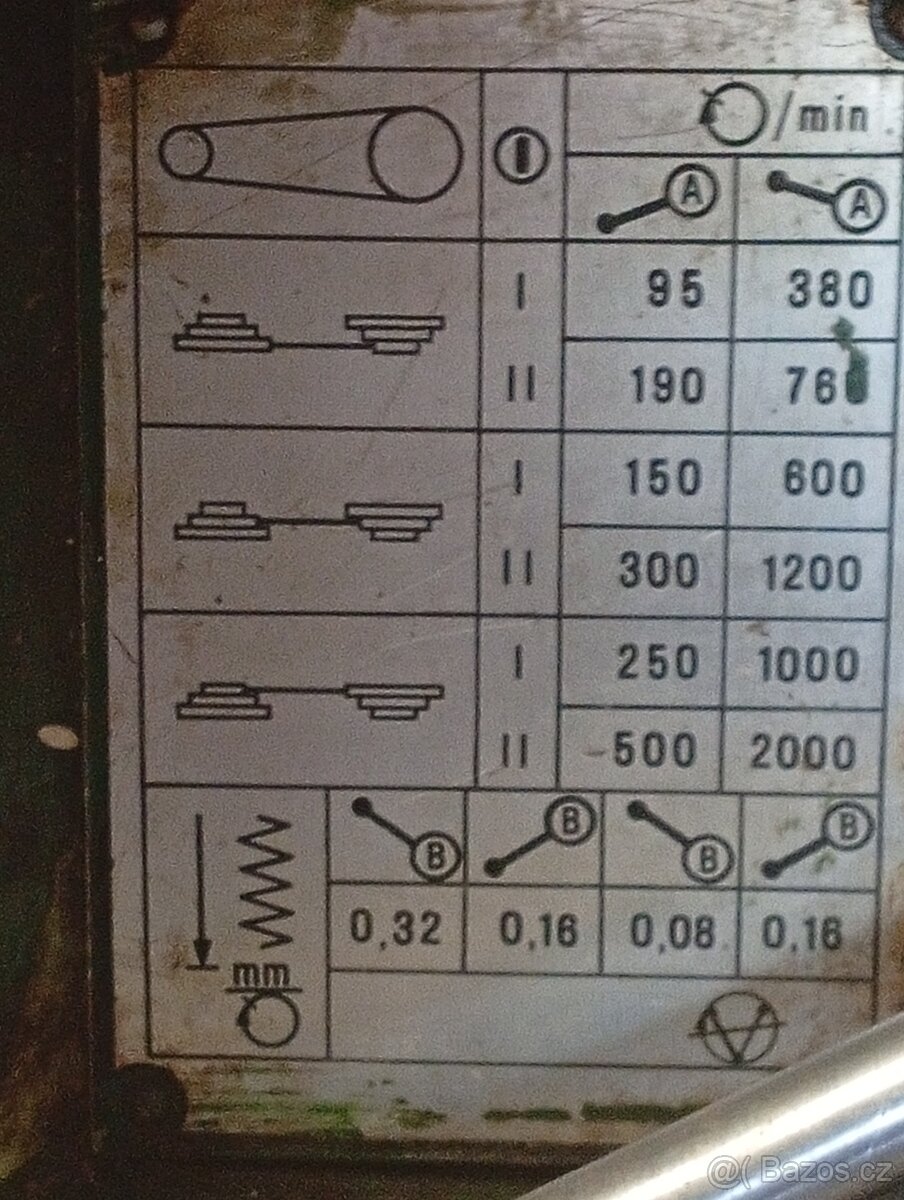 /min
A A
I 95 380
II 190
I 150 600
II 300 1200
I 250 1000
II 500 2000
B B B B
0,32 0,16 0,08 0,16
mm
@( Bazos.cz